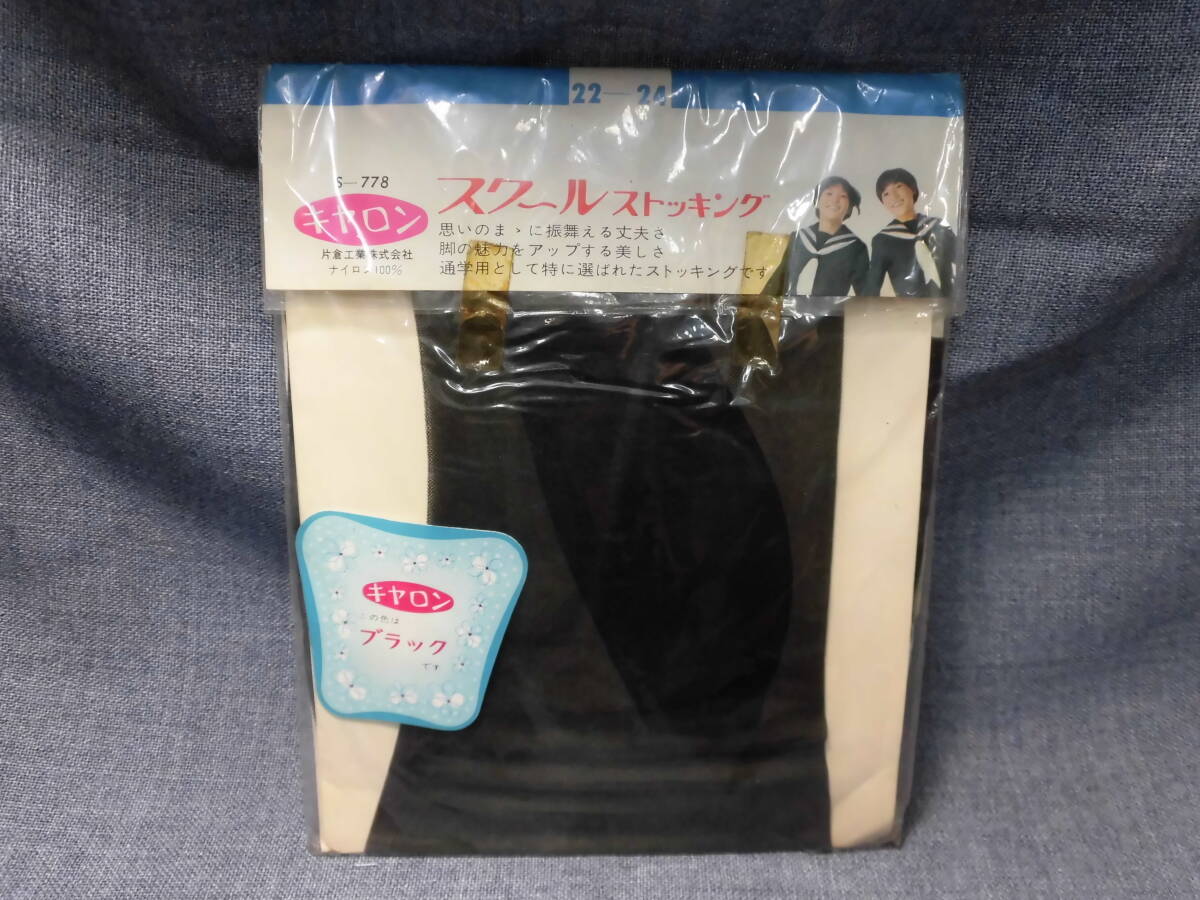 22—24
S—778
キヤロン
片倉工業株式会社
ナイロン100%
スクールストッキング
思いのまゝに振舞える丈夫さ
脚の魅力をアップする美しさ
通学用として特に選ばれたストッキングです
キヤロン
この色は
ブラック
です